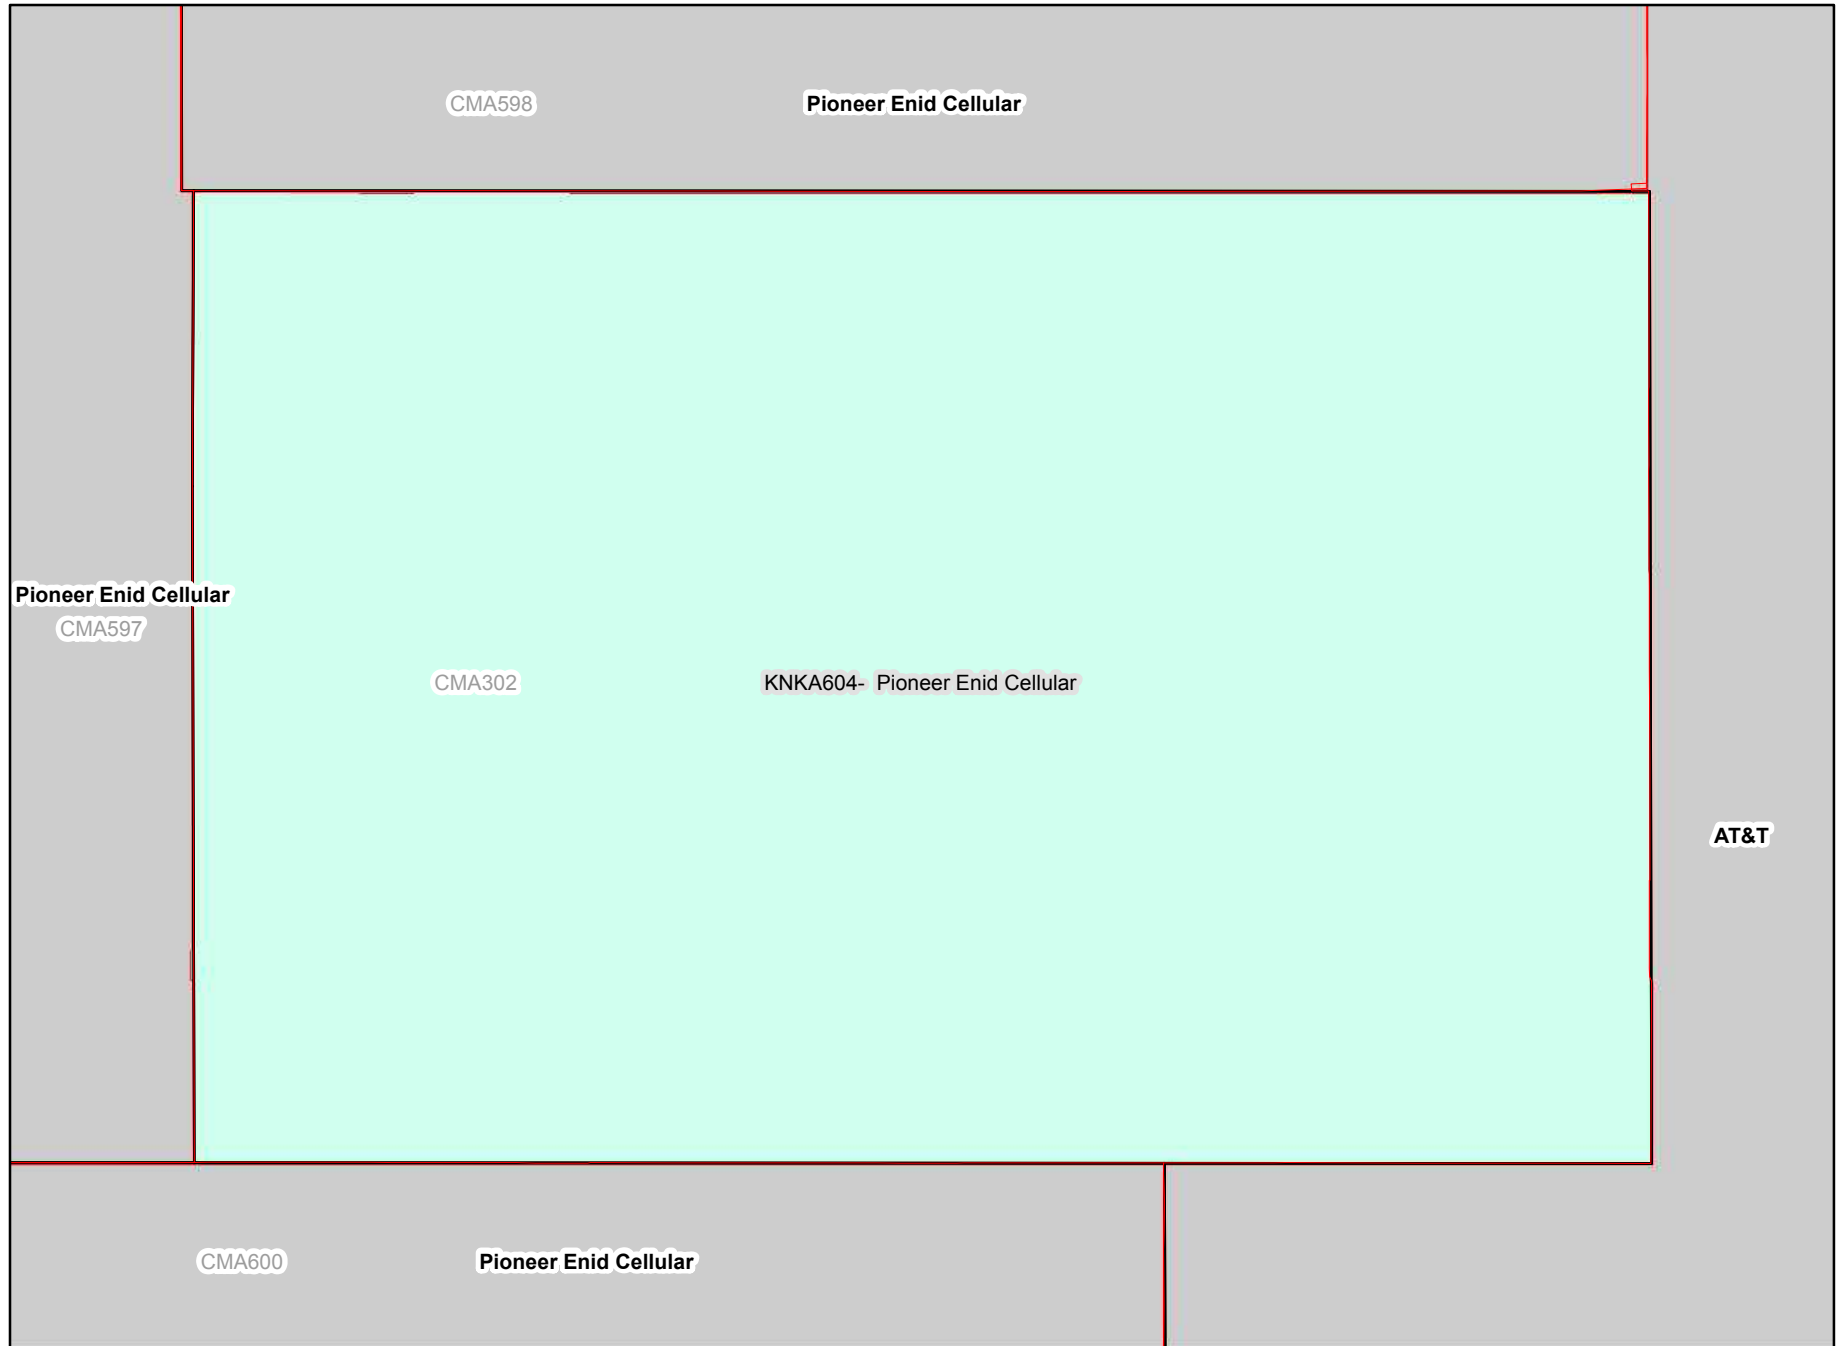 CMA598 Pioneer Enid Cellular
Pioneer Enid Cellular
CMA597
CMA302 KNKA604- Pioneer Enid Cellular
AT&T
CMA600 Pioneer Enid Cellular